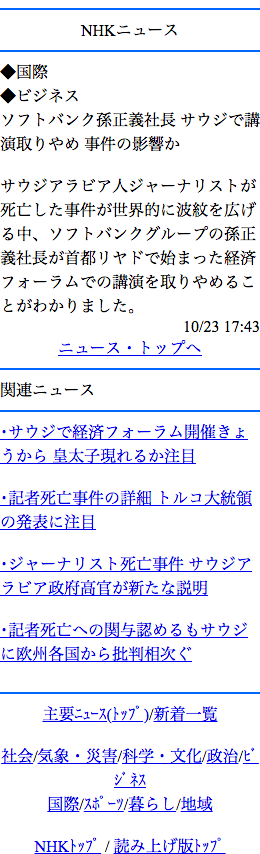 NHKニュース
◆国際
◆ビジネス
ソフトバンク孫正義社長 サウジで講
演取りやめ 事件の影響か
サウジアラビア人ジャーナリストが
死亡した事件が世界的に波紋を広げ
る中、ソフトバンクグループの孫正
義社長が首都リヤドで始まった経済
フォーラムでの講演を取りやめるこ
とがわかりました。
10/23 17:43
ニュース・トップへ
関連ニュース
・サウジで経済フォーラム開催きょ
うから 皇太子現れるか注目
・記者死亡事件の詳細 トルコ大統領
の発表に注目
・ジャーナリスト死亡事件 サウジア
ラビア政府高官が新たな説明
・記者死亡への関与認めるもサウジ
に欧州各国から批判相次ぐ
主要ﾆｭｰｽ(ﾄｯﾌﾟ)/新着一覧
社会/気象・災害/科学・文化/政治/ﾋﾞ
ｼﾞﾈｽ
国際/ｽﾎﾟｰﾂ/暮らし/地域
NHKﾄｯﾌﾟ / 読み上げ版ﾄｯﾌﾟ